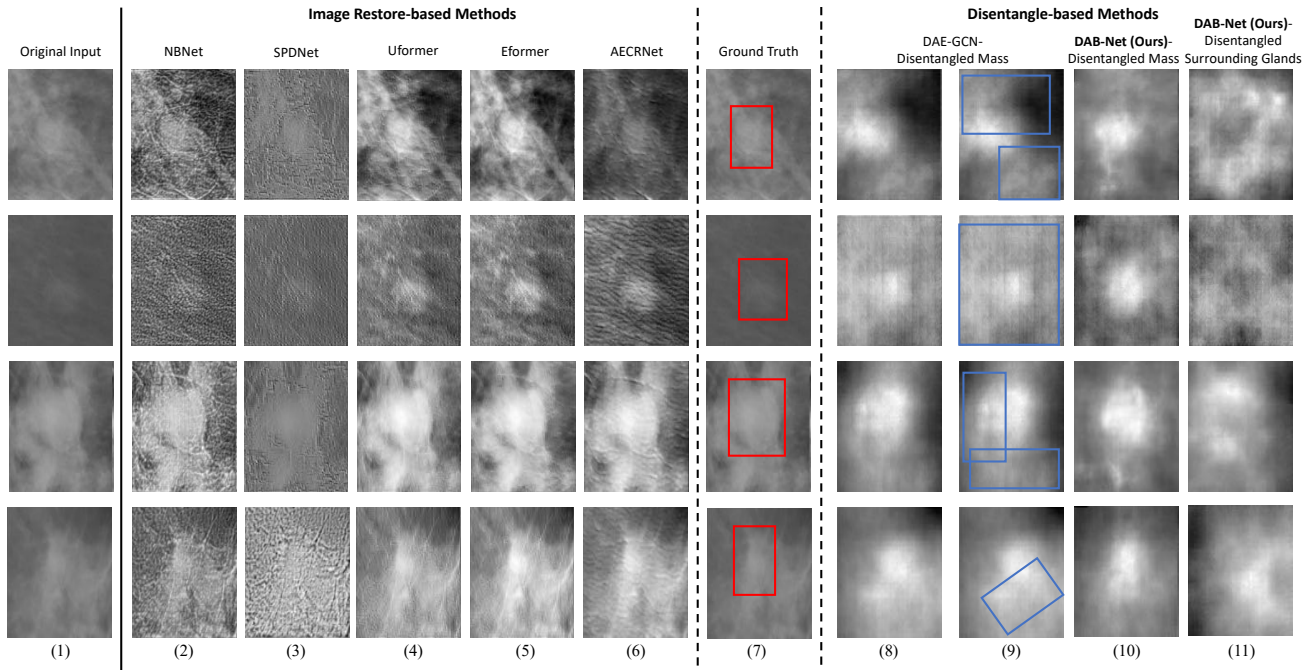 Image Restore-based Methods
Disentangle-based Methods
Original Input
NBNet
SPDNet
Uformer
Eformer
AECRNet
Ground Truth
DAE-GCN-
Disentangled Mass
DAB-Net (Ours)-
Disentangled Mass
DAB-Net (Ours)-
Disentangled
Surrounding Glands
(1)
(2)
(3)
(4)
(5)
(6)
(7)
(8)
(9)
(10)
(11)